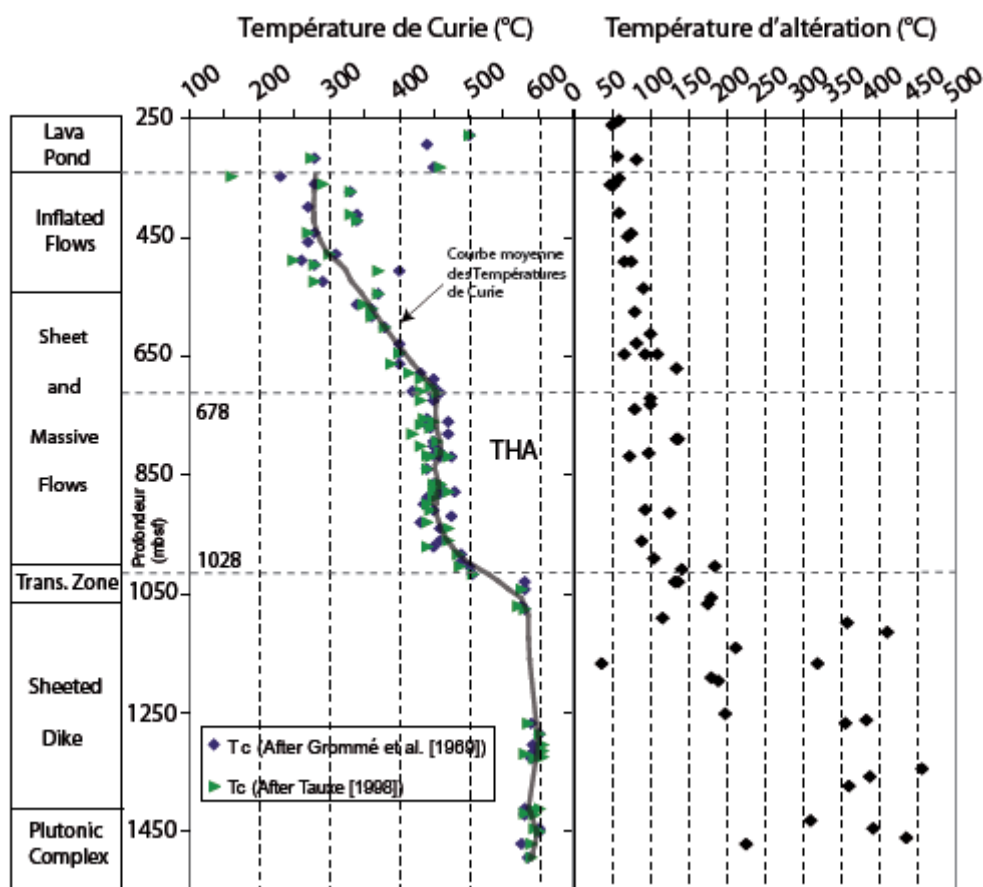 Température de Curie (°C)
Température d'altération (°C)
100 200 300 400 500 600
0 50 100 150 200 300 350 400 450 500
250
450
650
850
1050
1250
1450
Profondeur
(mbsf)
Lava
Pond
Inflated
Flows
Sheet
and
Massive
Flows
Trans. Zone
Sheeted
Dike
Plutonic
Complex
Courbe moyenne
des Températures
de Curie
678
THA
1028
Tc (After Grommé et al. [1969])
Tc (After Tauxe [1998])